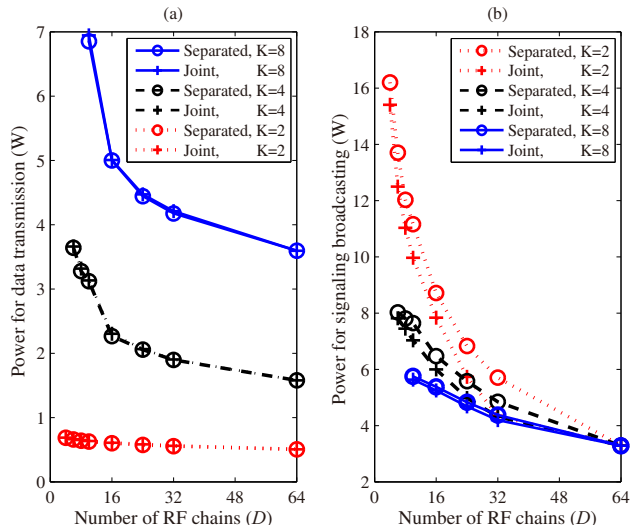 (a)
(b)
Power for data transmission (W)
7
6
5
4
3
2
1
0
Separated, K=8
Joint, K=8
Separated, K=4
Joint, K=4
Separated, K=2
Joint, K=2
0 16 32 48 64
Number of RF chains (D)
Power for signaling broadcasting (W)
18
16
14
12
10
8
6
4
2
Separated, K=2
Joint, K=2
Separated, K=4
Joint, K=4
Separated, K=8
Joint, K=8
0 16 32 48 64
Number of RF chains (D)